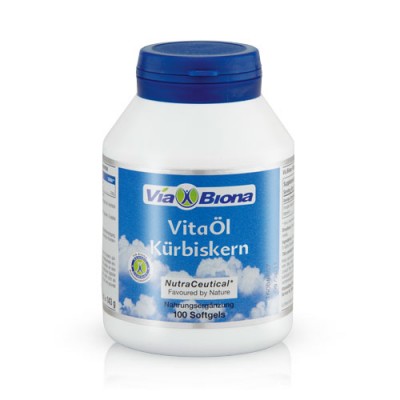 Via Biona
VitaÖl
Kürbiskern
NutraCeutical*
Favoured by Nature
Nahrungsergänzung
100 Softgels